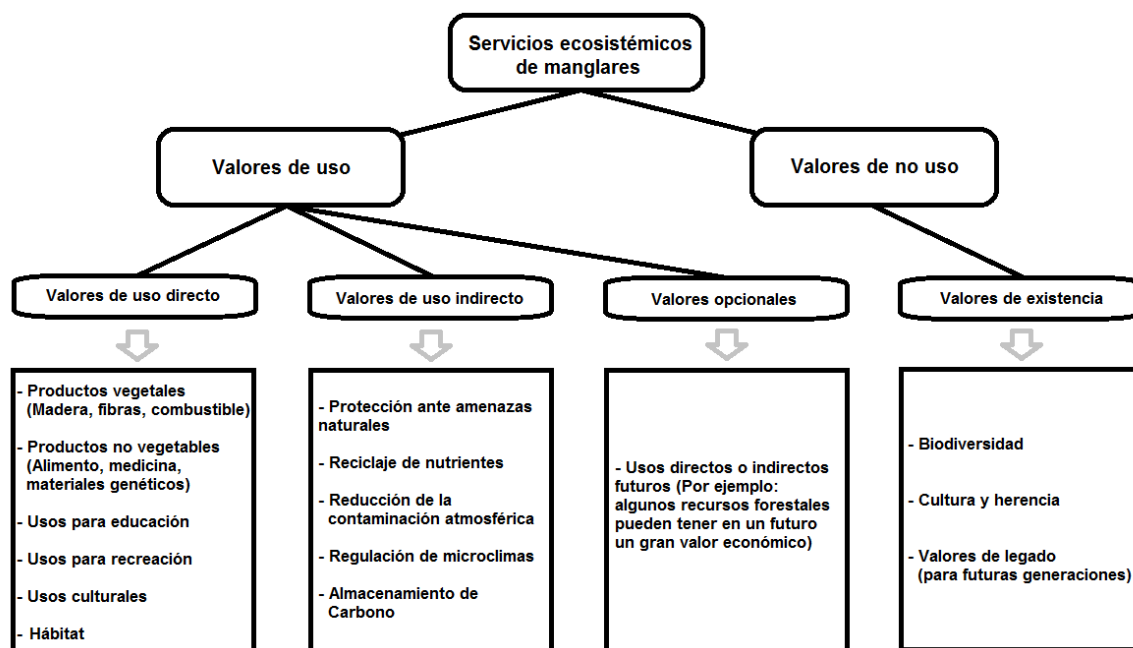 Servicios ecosistémicos
de manglares
Valores de uso
Valores de no uso
Valores de uso directo
Valores de uso indirecto
Valores opcionales
Valores de existencia
- Productos vegetales
(Madera, fibras, combustible)
- Productos no vegetables
(Alimento, medicina,
materiales genéticos)
- Usos para educación
- Usos para recreación
- Usos culturales
- Hábitat
- Protección ante amenazas
naturales
- Reciclaje de nutrientes
- Reducción de la
contaminación atmosférica
- Regulación de microclimas
- Almacenamiento de
Carbono
- Usos directos o indirectos
futuros (Por ejemplo:
algunos recursos forestales
pueden tener en un futuro
un gran valor económico)
- Biodiversidad
- Cultura y herencia
- Valores de legado
(para futuras generaciones)